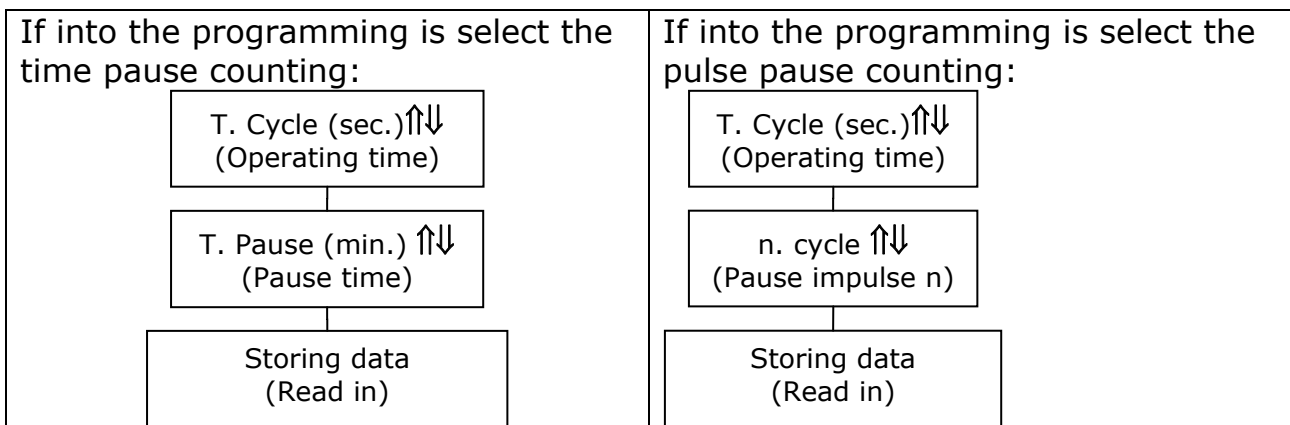 If into the programming is select the
time pause counting:
T. Cycle (sec.)⇑⇓
(Operating time)
T. Pause (min.) ⇑⇓
(Pause time)
Storing data
(Read in)
If into the programming is select the
pulse pause counting:
T. Cycle (sec.)⇑⇓
(Operating time)
n. cycle ⇑⇓
(Pause impulse n)
Storing data
(Read in)